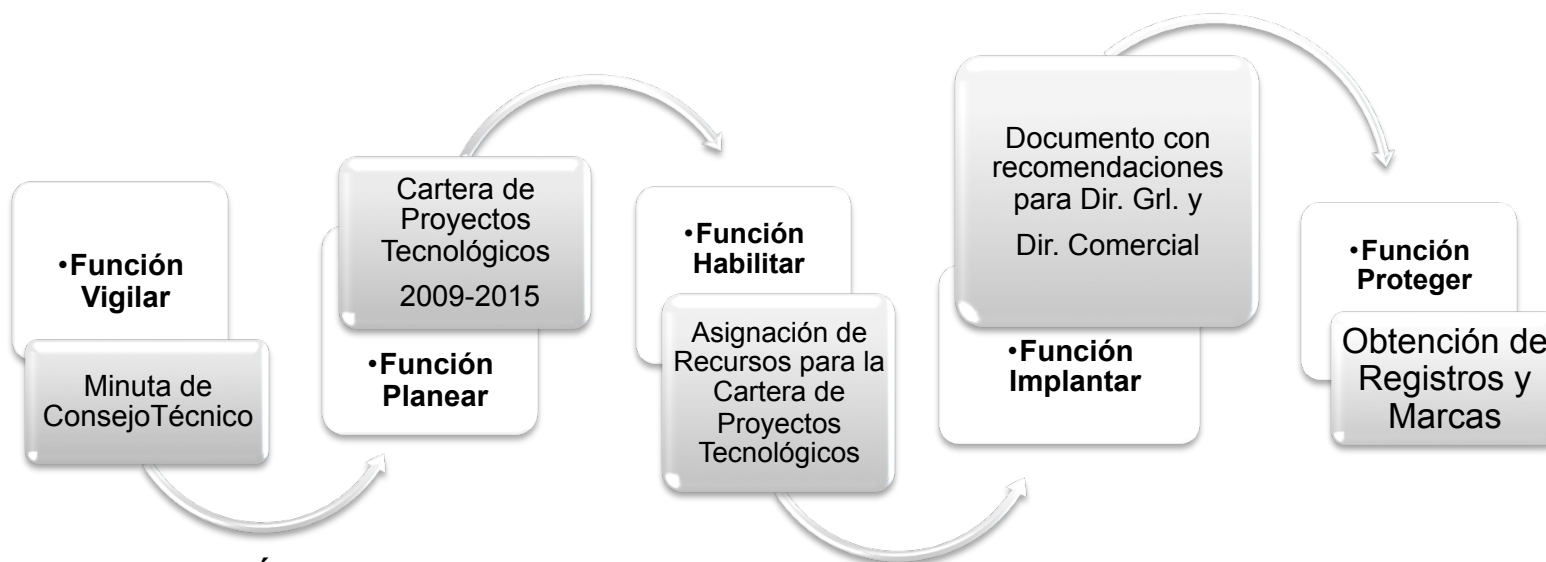 •Función
Vigilar
Minuta de
ConsejoTécnico
Cartera de
Proyectos
Tecnológicos
2009-2015
•Función
Planear
•Función
Habilitar
Asignación de
Recursos para la
Cartera de
Proyectos
Tecnológicos
Documento con
recomendaciones
para Dir. Grl. y
Dir. Comercial
•Función
Implantar
•Función
Proteger
Obtención de
Registros y
Marcas